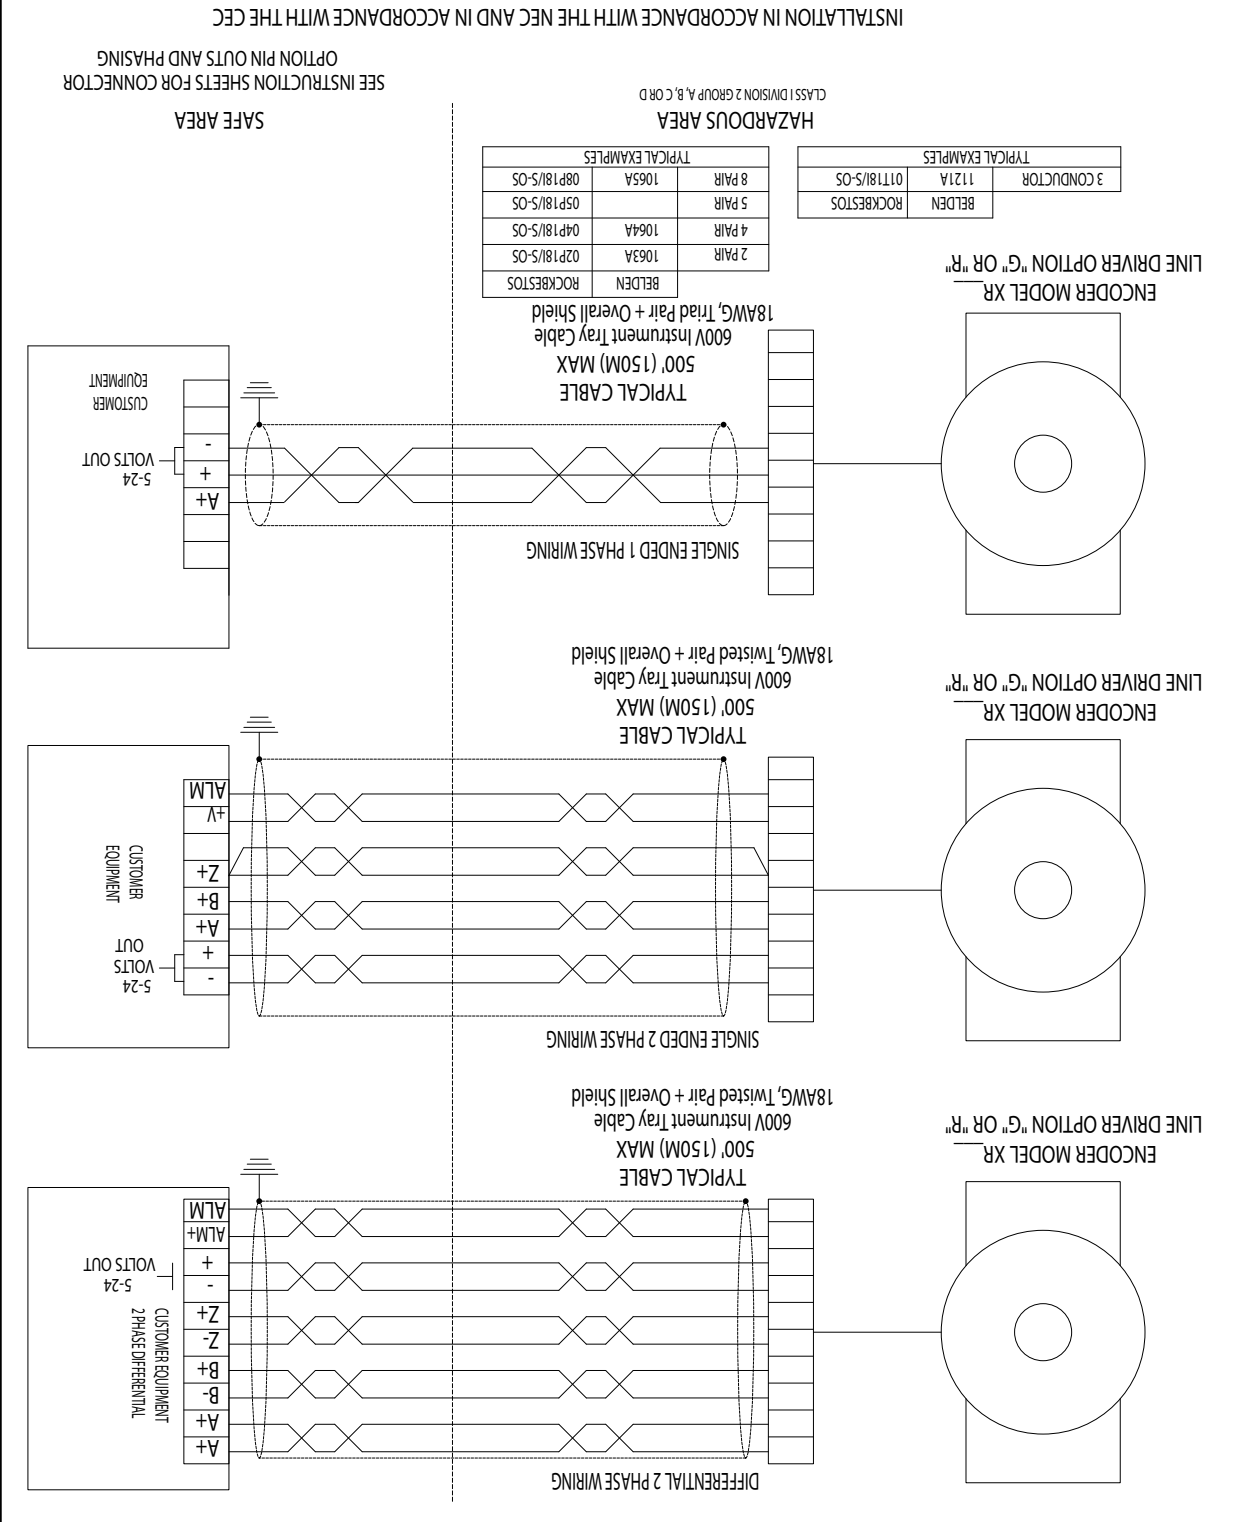 DIFFERENTIAL 2 PHASE WIRING
A+
A+
B-
B+
Z-
Z+
-
+
ALM+
ALM
CUSTOMER EQUIPMENT
2 PHASE DIFFERENTIAL
5-24
VOLTS OUT
ENCODER MODEL XR___
LINE DRIVER OPTION "G" OR "R"
TYPICAL CABLE
500' (150M) MAX
600V Instrument Tray Cable
18AWG, Twisted Pair + Overall Shield
SINGLE ENDED 2 PHASE WIRING
-
+
A+
B+
Z+
+V
ALM
5-24
VOLTS
OUT
CUSTOMER
EQUIPMENT
ENCODER MODEL XR___
LINE DRIVER OPTION "G" OR "R"
TYPICAL CABLE
500' (150M) MAX
600V Instrument Tray Cable
18AWG, Twisted Pair + Overall Shield
SINGLE ENDED 1 PHASE WIRING
A+
+
-
5-24
VOLTS OUT
CUSTOMER
EQUIPMENT
ENCODER MODEL XR___
LINE DRIVER OPTION "G" OR "R"
TYPICAL CABLE
500' (150M) MAX
600V Instrument Tray Cable
18AWG, Triad Pair + Overall Shield
BELDEN ROCKBESTOS
3 CONDUCTOR 1121A 01T18I/S-OS
TYPICAL EXAMPLES
BELDEN ROCKBESTOS
2 PAIR 1063A 02P18I/S-OS
4 PAIR 1064A 04P18I/S-OS
5 PAIR 05P18I/S-OS
8 PAIR 1065A 08P18I/S-OS
TYPICAL EXAMPLES
HAZARDOUS AREA
CLASS I DIVISION 2 GROUP A, B, C OR D
SAFE AREA
SEE INSTRUCTION SHEETS FOR CONNECTOR
OPTION PIN OUTS AND PHASING
INSTALLATION IN ACCORDANCE WITH THE NEC AND IN ACCORDANCE WITH THE CEC